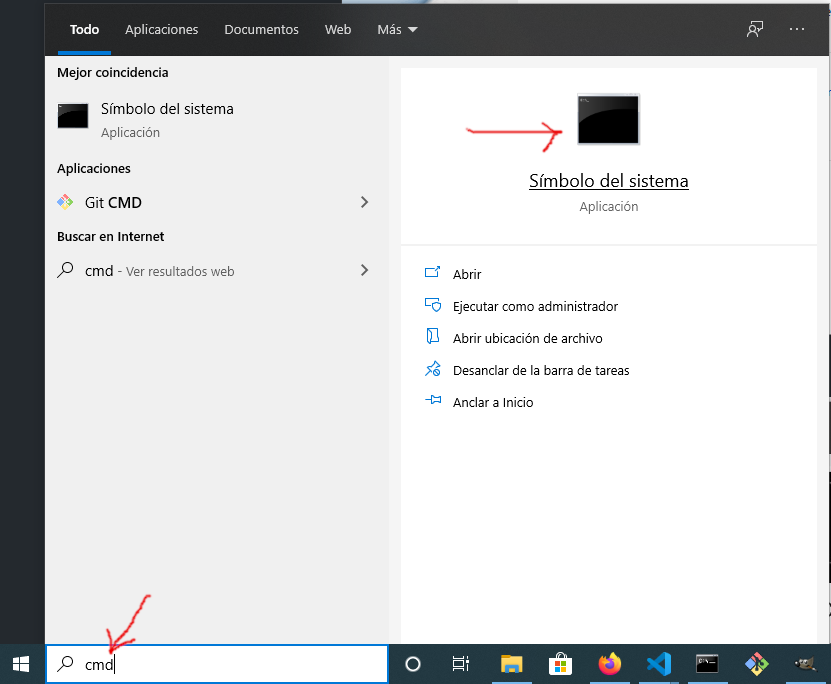 Todo Aplicaciones Documentos Web Más
Mejor coincidencia
Símbolo del sistema
Aplicación
Aplicaciones
Git CMD
Buscar en Internet
cmd - Ver resultados web
Símbolo del sistema
Aplicación
Abrir
Ejecutar como administrador
Abrir ubicación de archivo
Desanclar de la barra de tareas
Anclar a Inicio
cmd